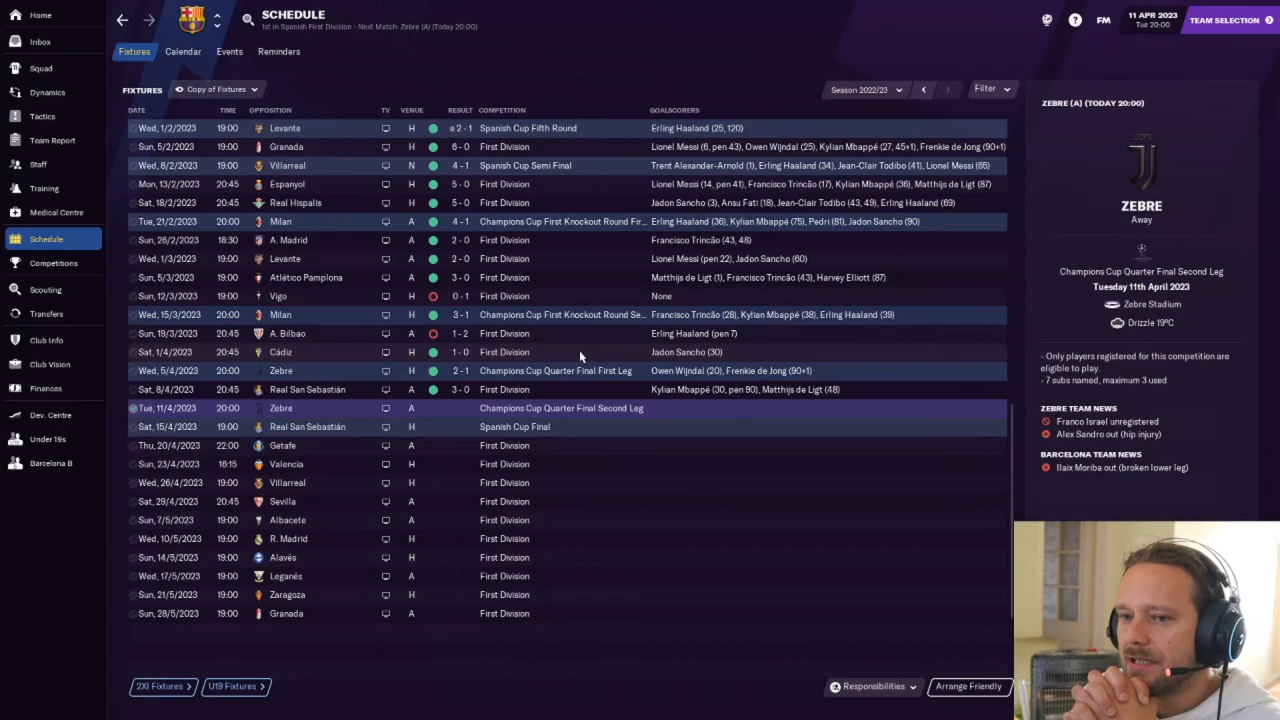 Home
Inbox
Squad
Dynamics
Tactics
Team Report
Staff
Training
Medical Centre
Schedule
Competitions
Scouting
Transfers
Club Info
Club Vision
Finances
Dev. Centre
Under 19s
Barcelona B
SCHEDULE
1st in Spanish First Division - Next Match: Zebre (A) (Today 20:00)
FM
11 APR 2023
Tue 20:00
TEAM SELECTION
Fixtures Calendar Events Reminders
FIXTURES Copy of Fixtures Season 2022/23 Filter
DATE TIME OPPOSITION TV VENUE RESULT COMPETITION GOALSCORERS
Wed, 1/2/2023 19:00 Levante H e 2 - 1 Spanish Cup Fifth Round Erling Haaland (25, 120)
Sun, 5/2/2023 19:00 Granada H 6 - 0 First Division Lionel Messi (6, pen 43), Owen Wijndal (25), Kylian Mbappé (27, 45+1), Frenkie de Jong (90+1)
Wed, 8/2/2023 19:00 Villarreal N 4 - 1 Spanish Cup Semi Final Trent Alexander-Arnold (1), Erling Haaland (34), Jean-Clair Todibo (41), Lionel Messi (65)
Mon, 13/2/2023 20:45 Espanyol H 5 - 0 First Division Lionel Messi (14, pen 41), Francisco Trincão (17), Kylian Mbappé (36), Matthijs de Ligt (87)
Sat, 18/2/2023 20:45 Real Hispalis H 5 - 0 First Division Jadon Sancho (3), Ansu Fati (18), Jean-Clair Todibo (43, 49), Erling Haaland (69)
Tue, 21/2/2023 20:00 Milan A 4 - 1 Champions Cup First Knockout Round Fir... Erling Haaland (36), Kylian Mbappé (75), Pedri (81), Jadon Sancho (90)
Sun, 26/2/2023 18:30 A. Madrid A 2 - 0 First Division Francisco Trincão (43, 48)
Wed, 1/3/2023 19:00 Levante A 2 - 0 First Division Lionel Messi (pen 22), Jadon Sancho (60)
Sun, 5/3/2023 19:00 Atlético Pamplona A 3 - 0 First Division Matthijs de Ligt (1), Francisco Trincão (27), Harvey Elliott (87)
Sun, 12/3/2023 19:00 Vigo H 0 - 1 First Division None
Wed, 15/3/2023 20:00 Milan H 3 - 1 Champions Cup First Knockout Round Se... Francisco Trincão (28), Kylian Mbappé (38), Erling Haaland (39)
Sun, 19/3/2023 20:45 A. Bilbao A 1 - 2 First Division Erling Haaland (pen 7)
Sat, 1/4/2023 20:45 Cádiz H 1 - 0 First Division Jadon Sancho (30)
Wed, 5/4/2023 20:00 Zebre H 2 - 1 Champions Cup Quarter Final First Leg Owen Wijndal (20), Frenkie de Jong (90+1)
Sat, 8/4/2023 20:45 Real San Sebastián A 3 - 0 First Division Kylian Mbappé (30, pen 90), Matthijs de Ligt (48)
Tue, 11/4/2023 20:00 Zebre A Champions Cup Quarter Final Second Leg
Sat, 15/4/2023 19:00 Real San Sebastián H Spanish Cup Final
Thu, 20/4/2023 22:00 Getafe A First Division
Sun, 23/4/2023 16:15 Valencia H First Division
Wed, 26/4/2023 19:00 Villarreal H First Division
Sat, 29/4/2023 20:45 Sevilla A First Division
Sun, 7/5/2023 19:00 Albacete A First Division
Wed, 10/5/2023 19:00 R. Madrid H First Division
Sun, 14/5/2023 19:00 Alavés H First Division
Wed, 17/5/2023 19:00 Leganés A First Division
Sun, 21/5/2023 19:00 Zaragoza H First Division
Sun, 28/5/2023 19:00 Granada A First Division
2XI Fixtures U19 Fixtures Responsibilities Arrange Friendly
ZEBRE (A) (TODAY 20:00)
ZEBRE
Away
Champions Cup Quarter Final Second Leg
Tuesday 11th April 2023
Zebre Stadium
Drizzle 19°C
- Only players registered for this competition are
eligible to play.
- 7 subs named, maximum 3 used
ZEBRE TEAM NEWS
Franco Israel unregistered
Alex Sandro out (hip injury)
BARCELONA TEAM NEWS
Ilaix Moriba out (broken lower leg)